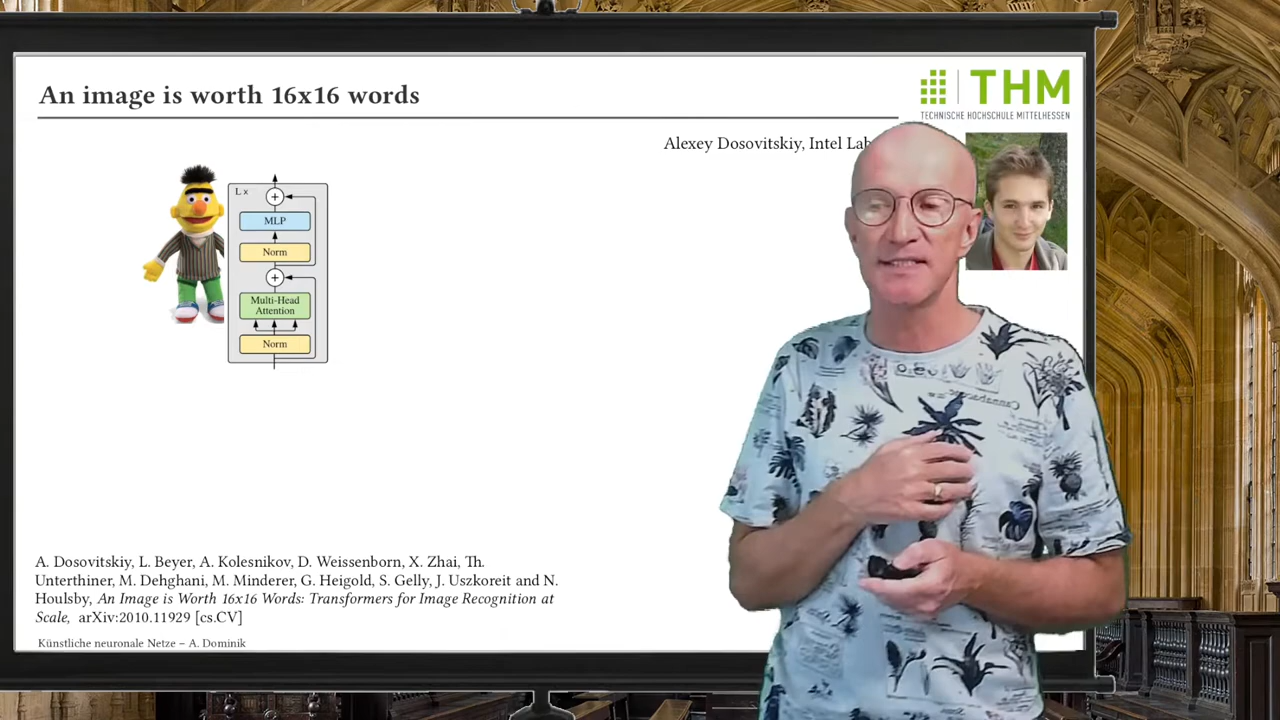 An image is worth 16x16 words
THM
TECHNISCHE HOCHSCHULE MITTELHESSEN
Alexey Dosovitskiy, Intel Lab
L x
+
MLP
Norm
+
Multi-Head
Attention
Norm
Cannabaceae
A. Dosovitskiy, L. Beyer, A. Kolesnikov, D. Weissenborn, X. Zhai, Th.
Unterthiner, M. Dehghani, M. Minderer, G. Heigold, S. Gelly, J. Uszkoreit and N.
Houlsby, An Image is Worth 16x16 Words: Transformers for Image Recognition at
Scale, arXiv:2010.11929 [cs.CV]
Künstliche neuronale Netze – A. Dominik